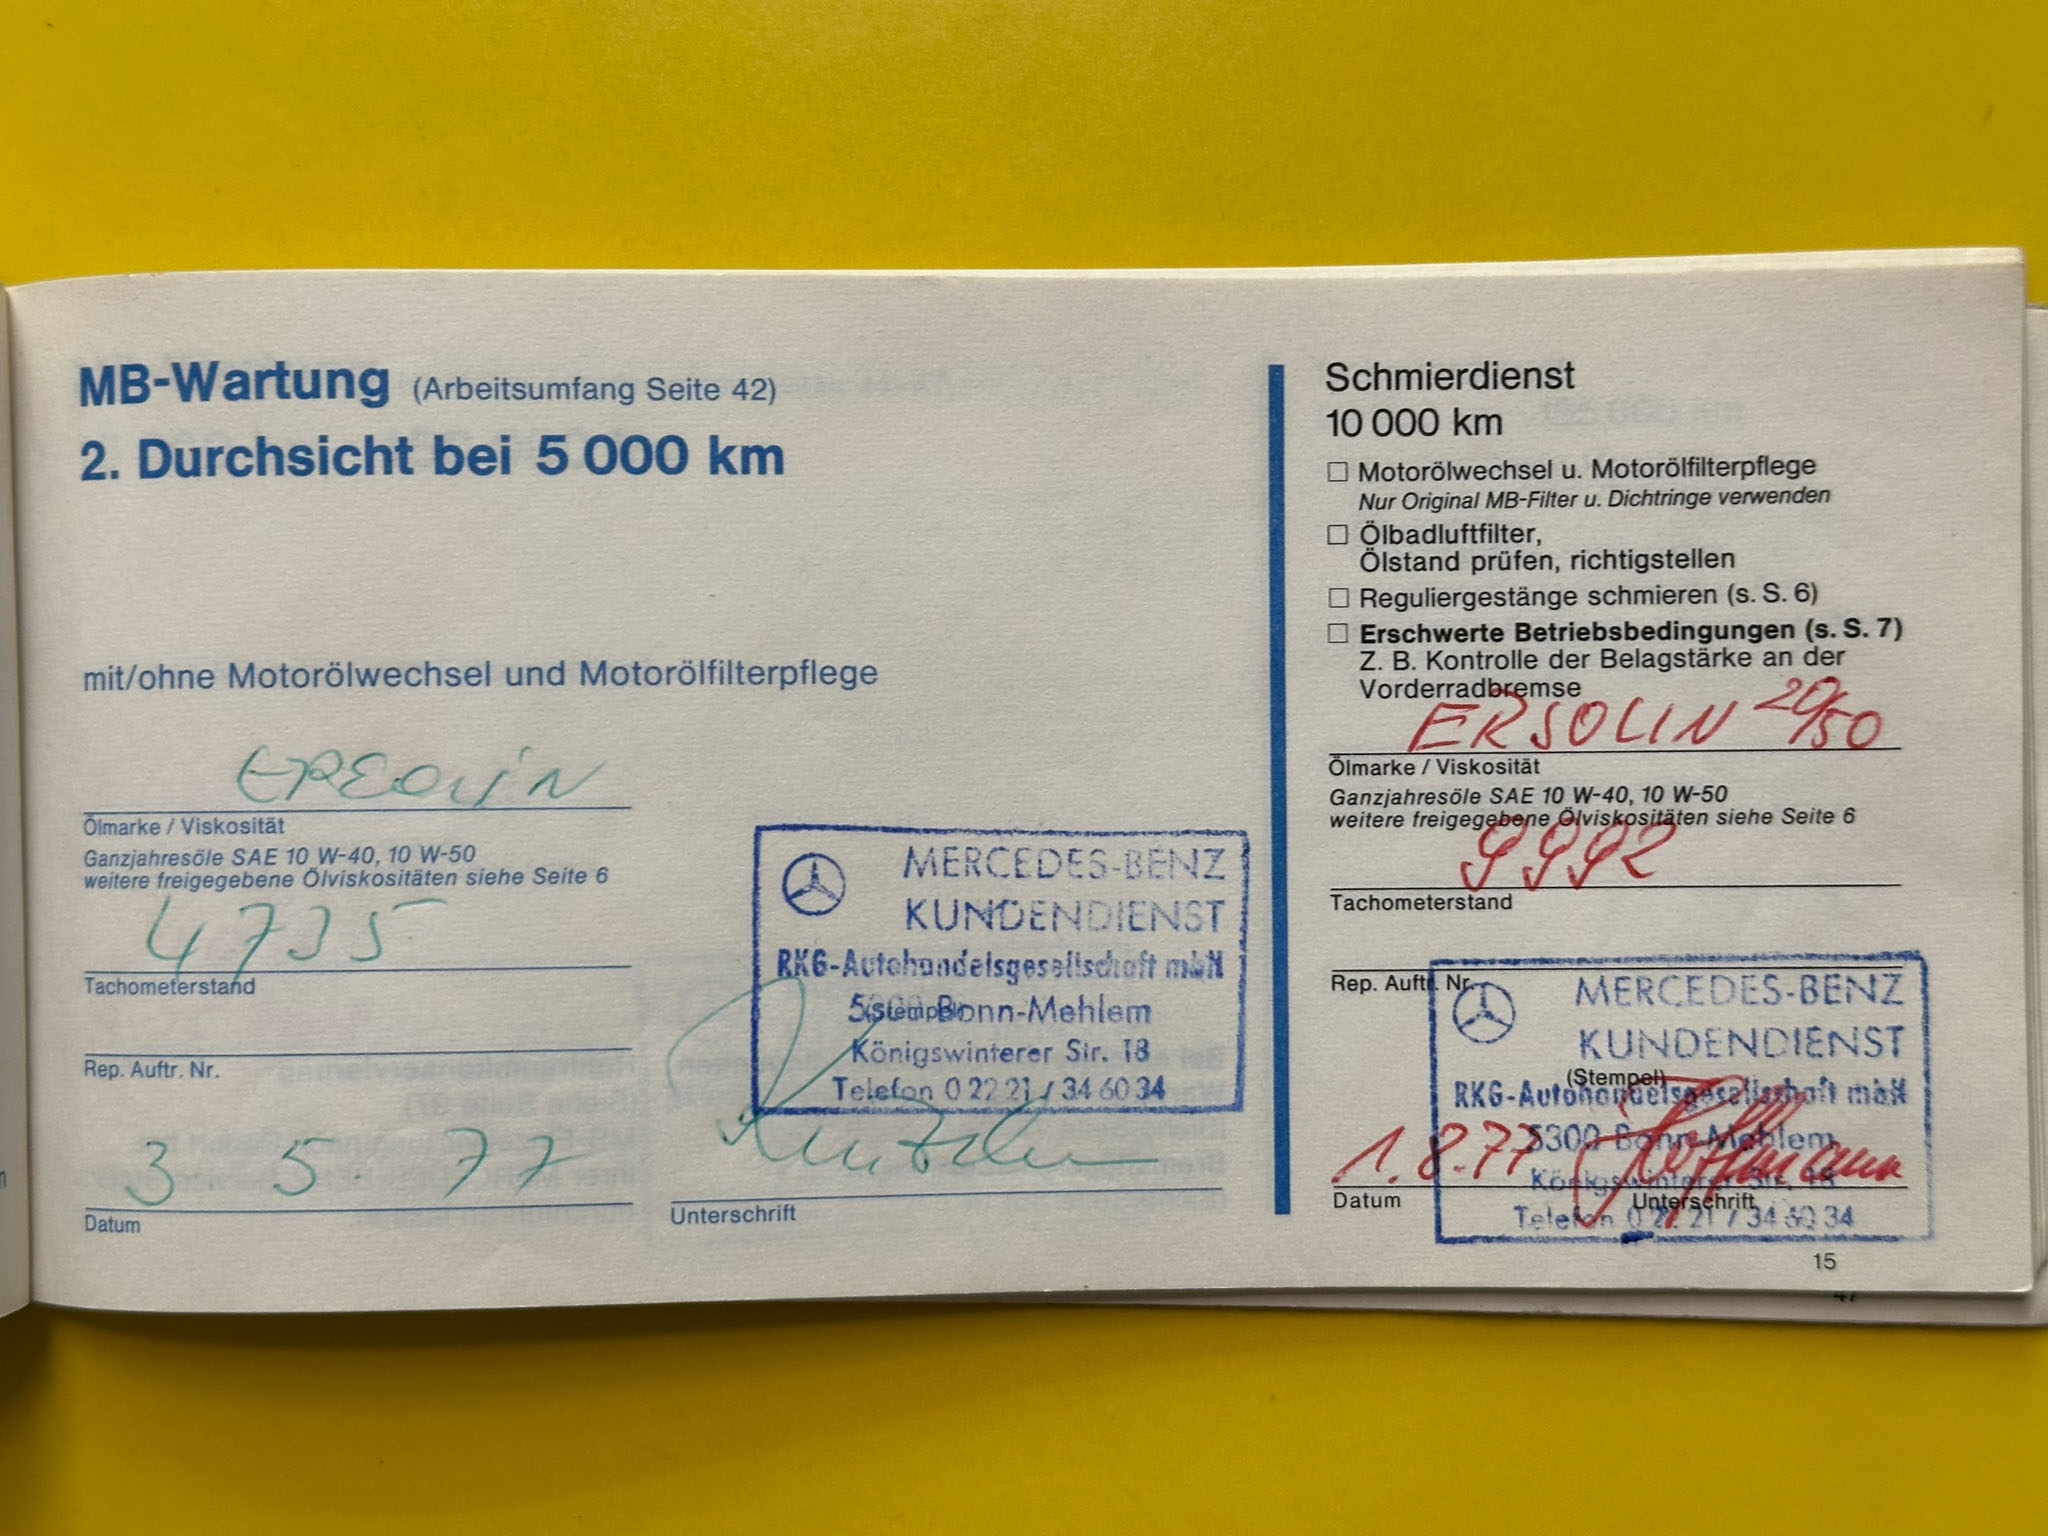 MB-Wartung (Arbeitsumfang Seite 42)
2. Durchsicht bei 5 000 km
mit/ohne Motorölwechsel und Motorölfilterpflege
Ölmarke / Viskosität
Ganzjahresöle SAE 10 W-40, 10 W-50
weitere freigegebene Ölviskositäten siehe Seite 6
4735
Tachometerstand
Rep. Auftr. Nr.
3 5. 77
Datum
MERCEDES-BENZ
KUNDENDIENST
RKG-Autohandelsgesellschaft mbH
(Stempel)
5300 Bonn-Mehlem
Königswinterer Str. 18
Telefon 0 22 21 / 34 60 34
Unterschrift
Schmierdienst
10 000 km
Motorölwechsel u. Motorölfilterpflege
Nur Original MB-Filter u. Dichtringe verwenden
Ölbadluftfilter,
Ölstand prüfen, richtigstellen
Reguliergestänge schmieren (s. S. 6)
Erschwerte Betriebsbedingungen (s. S. 7)
Z. B. Kontrolle der Belagstärke an der
Vorderradbremse
ERSOLIN 20/50
Ölmarke / Viskosität
Ganzjahresöle SAE 10 W-40, 10 W-50
weitere freigegebene Ölviskositäten siehe Seite 6
9992
Tachometerstand
Rep. Auftr. Nr.
MERCEDES-BENZ
KUNDENDIENST
(Stempel)
RKG-Autohandelsgesellschaft mbH
5300 Bonn-Mehlem
Königswinterer Str. 18
Telefon 0 22 21 / 34 60 34
1.8.77
Datum
Unterschrift
15
47